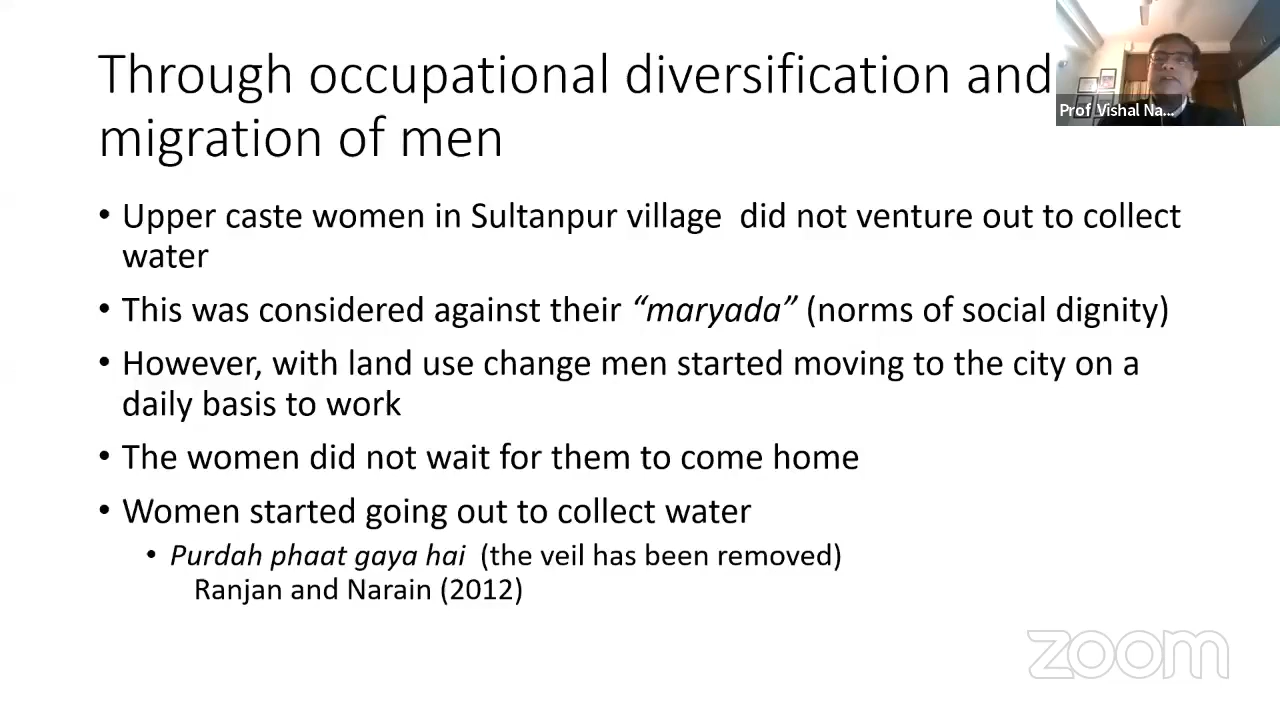 Through occupational diversification and
migration of men
Prof Vishal Na...
• Upper caste women in Sultanpur village did not venture out to collect
water
• This was considered against their “maryada” (norms of social dignity)
• However, with land use change men started moving to the city on a
daily basis to work
• The women did not wait for them to come home
• Women started going out to collect water
• Purdah phaat gaya hai (the veil has been removed)
Ranjan and Narain (2012)
zoom